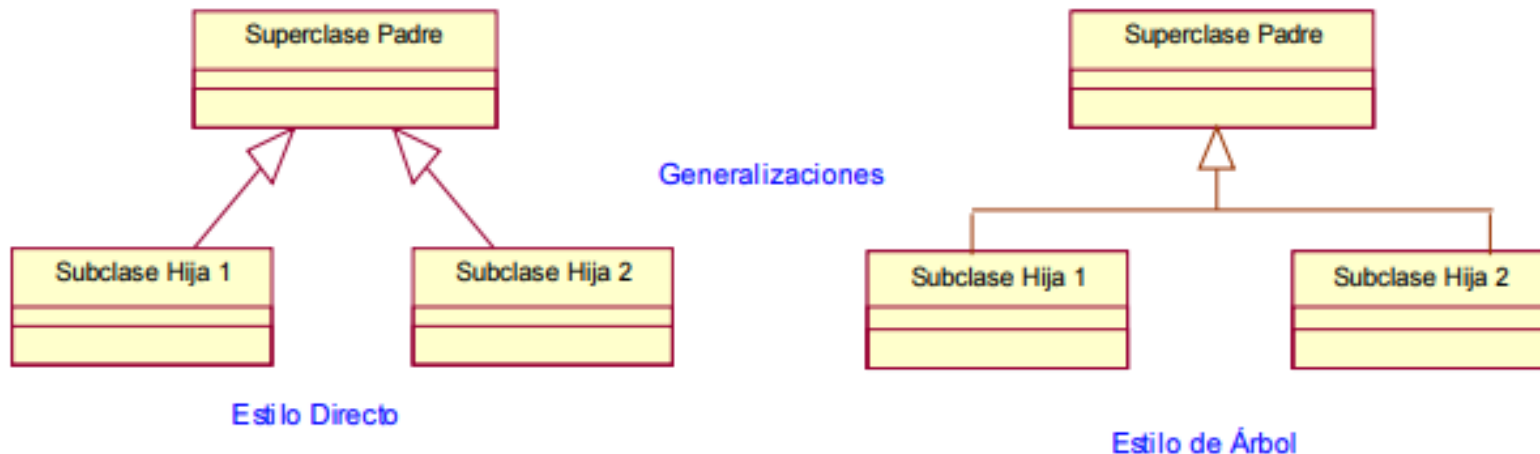 Superclase Padre
Superclase Padre
Generalizaciones
Subclase Hija 1
Subclase Hija 2
Subclase Hija 1
Subclase Hija 2
Estilo Directo
Estilo de Árbol